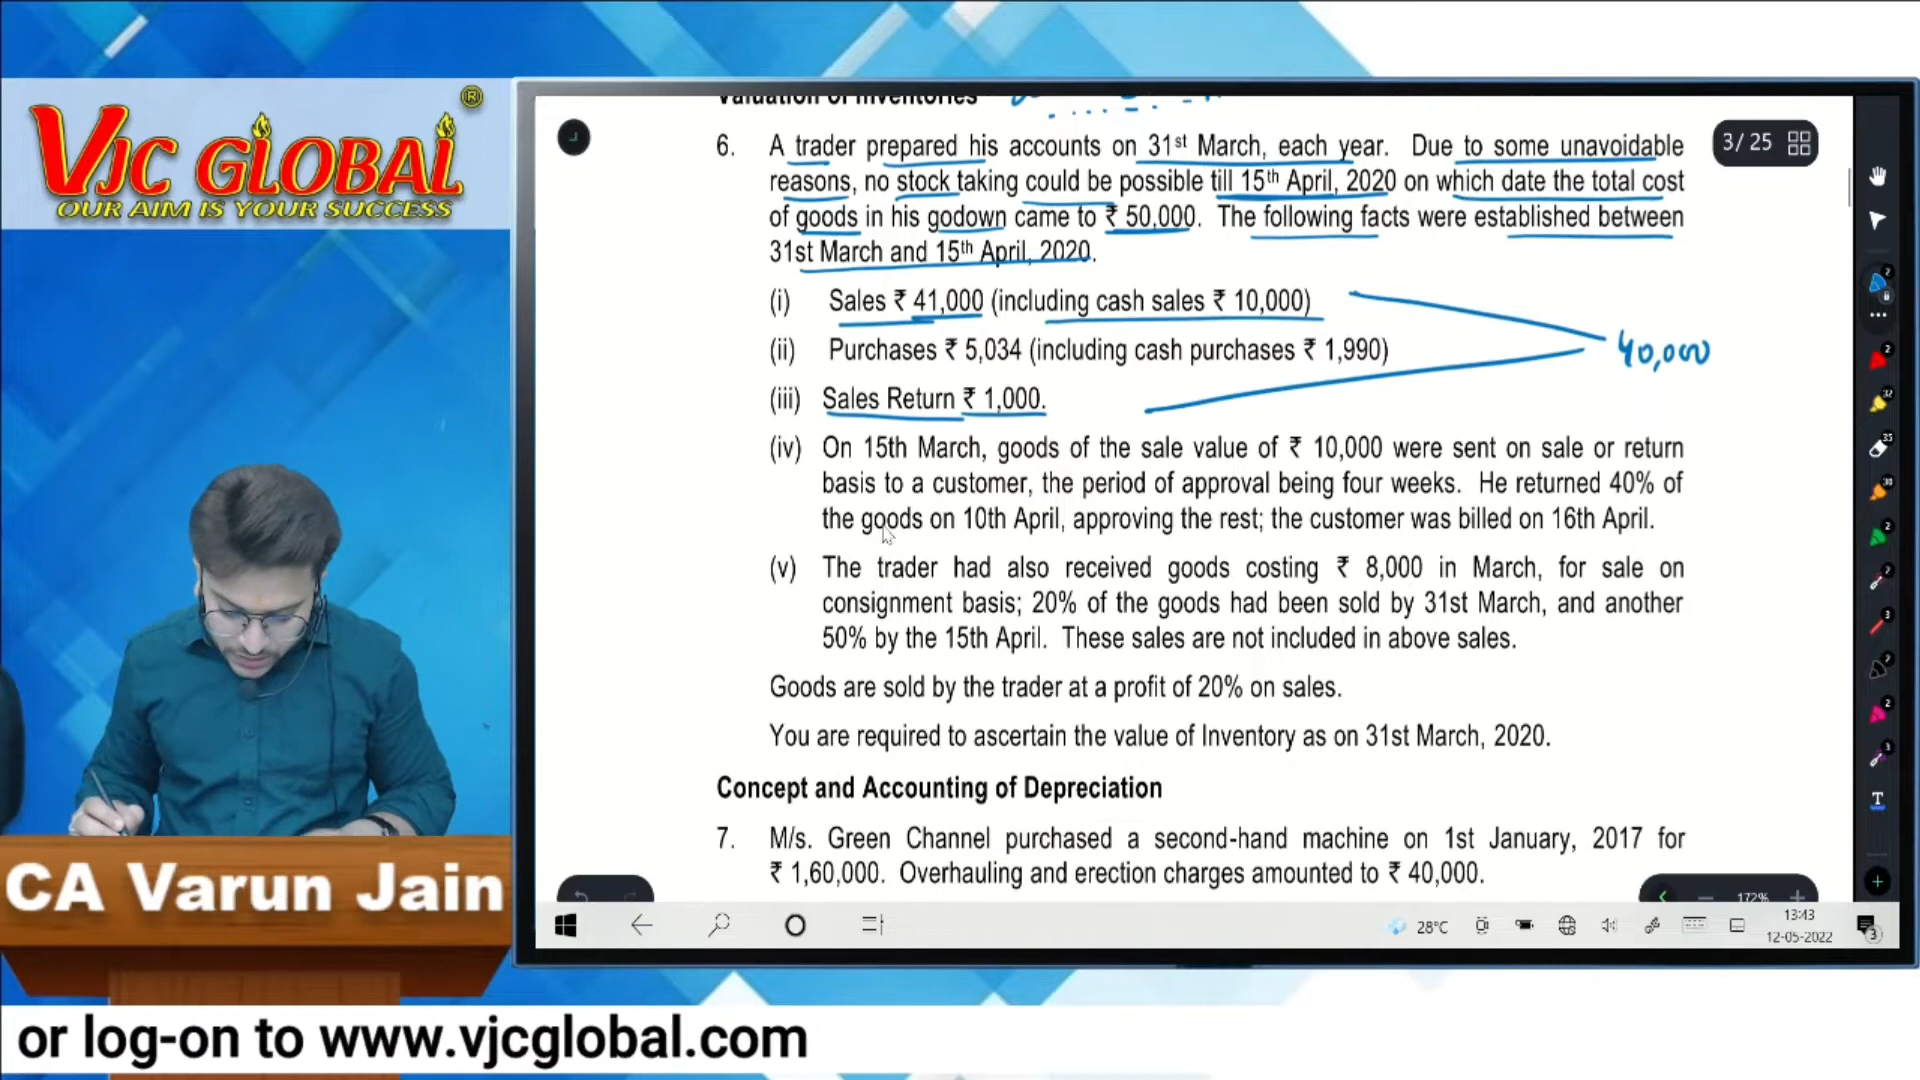 VJC GLOBAL ®
OUR AIM IS YOUR SUCCESS
Valuation of Inventories
3/25
6. A trader prepared his accounts on 31st March, each year. Due to some unavoidable
reasons, no stock taking could be possible till 15th April, 2020 on which date the total cost
of goods in his godown came to ₹ 50,000. The following facts were established between
31st March and 15th April, 2020.
(i) Sales ₹ 41,000 (including cash sales ₹ 10,000)
(ii) Purchases ₹ 5,034 (including cash purchases ₹ 1,990)
40,000
(iii) Sales Return ₹ 1,000.
(iv) On 15th March, goods of the sale value of ₹ 10,000 were sent on sale or return
basis to a customer, the period of approval being four weeks. He returned 40% of
the goods on 10th April, approving the rest; the customer was billed on 16th April.
(v) The trader had also received goods costing ₹ 8,000 in March, for sale on
consignment basis; 20% of the goods had been sold by 31st March, and another
50% by the 15th April. These sales are not included in above sales.
Goods are sold by the trader at a profit of 20% on sales.
You are required to ascertain the value of Inventory as on 31st March, 2020.
Concept and Accounting of Depreciation
7. M/s. Green Channel purchased a second-hand machine on 1st January, 2017 for
₹ 1,60,000. Overhauling and erection charges amounted to ₹ 40,000.
172%
28°C
13:43
12-05-2022
3
CA Varun Jain
or log-on to www.vjcglobal.com